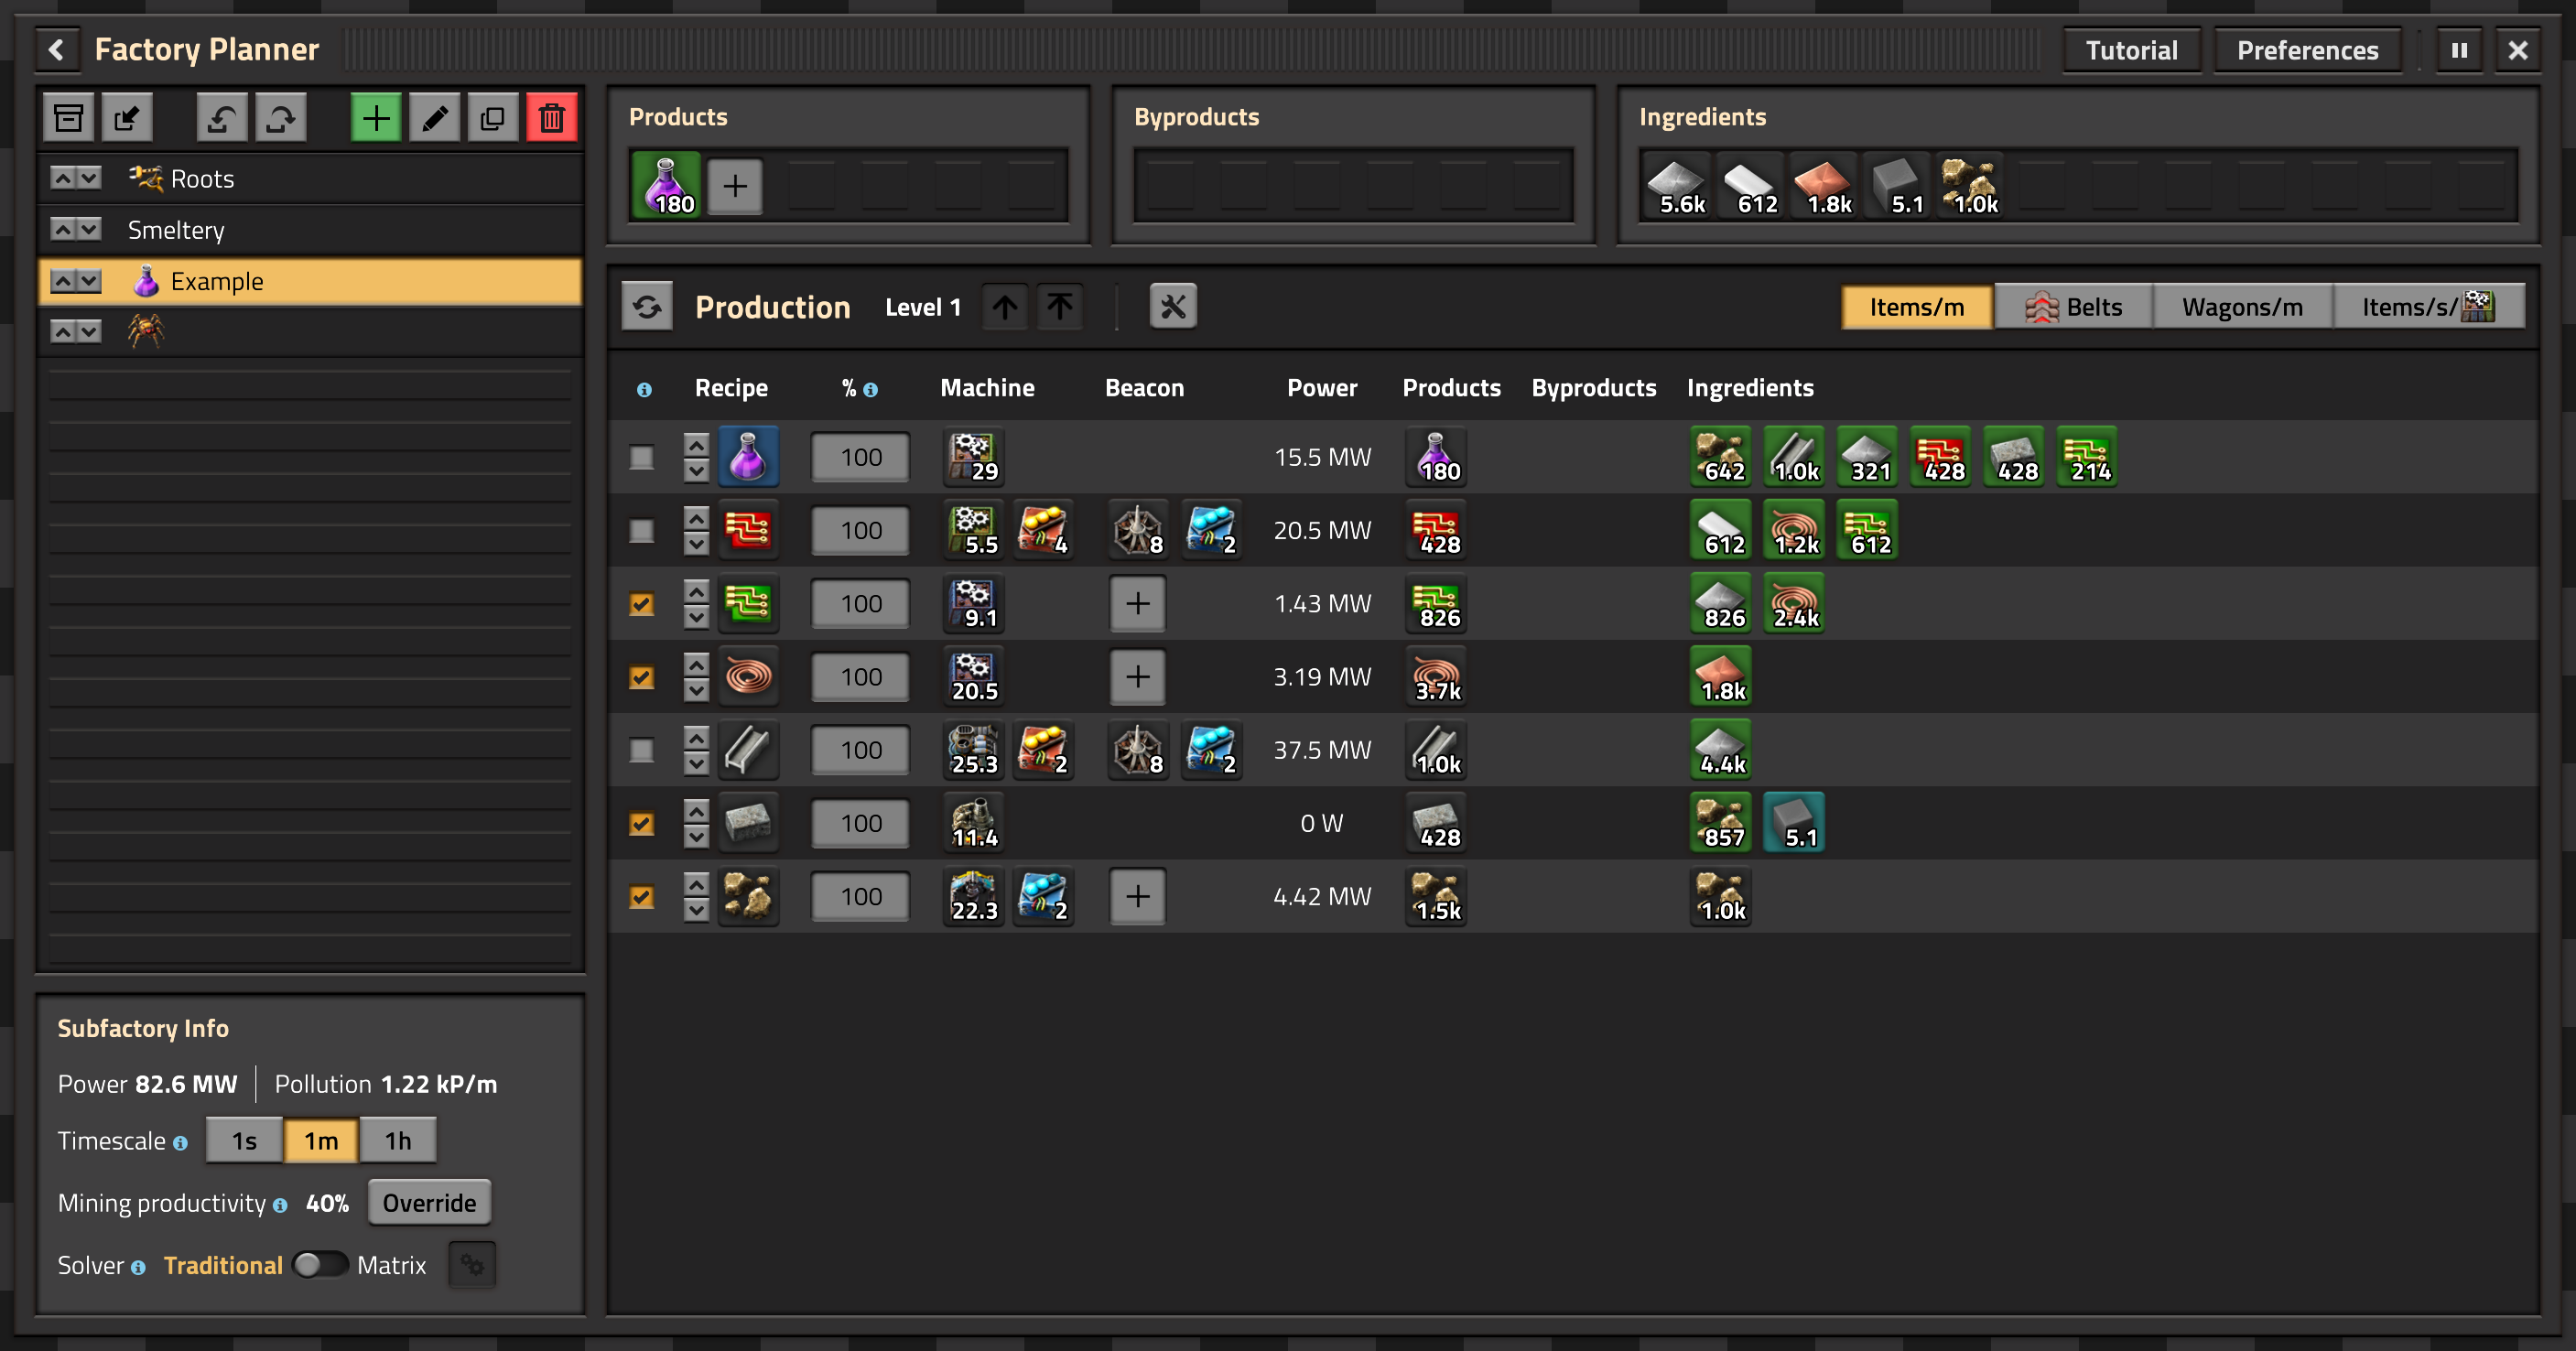 Factory Planner
Tutorial
Preferences
Roots
Smeltery
Example
Products
180
Byproducts
Ingredients
5.6k 612 1.8k 5.1 1.0k
Production Level 1
Items/m Belts Wagons/m Items/s/
Recipe % Machine Beacon Power Products Byproducts Ingredients
100 29 15.5 MW 180 642 1.0k 321 428 428 214
100 5.5 4 8 2 20.5 MW 428 612 1.2k 612
100 9.1 1.43 MW 826 826 2.4k
100 20.5 3.19 MW 3.7k 1.8k
100 25.3 2 8 2 37.5 MW 1.0k 4.4k
100 11.4 0 W 428 857 5.1
100 22.3 2 4.42 MW 1.5k 1.0k
Subfactory Info
Power 82.6 MW Pollution 1.22 kP/m
Timescale 1s 1m 1h
Mining productivity 40% Override
Solver Traditional Matrix